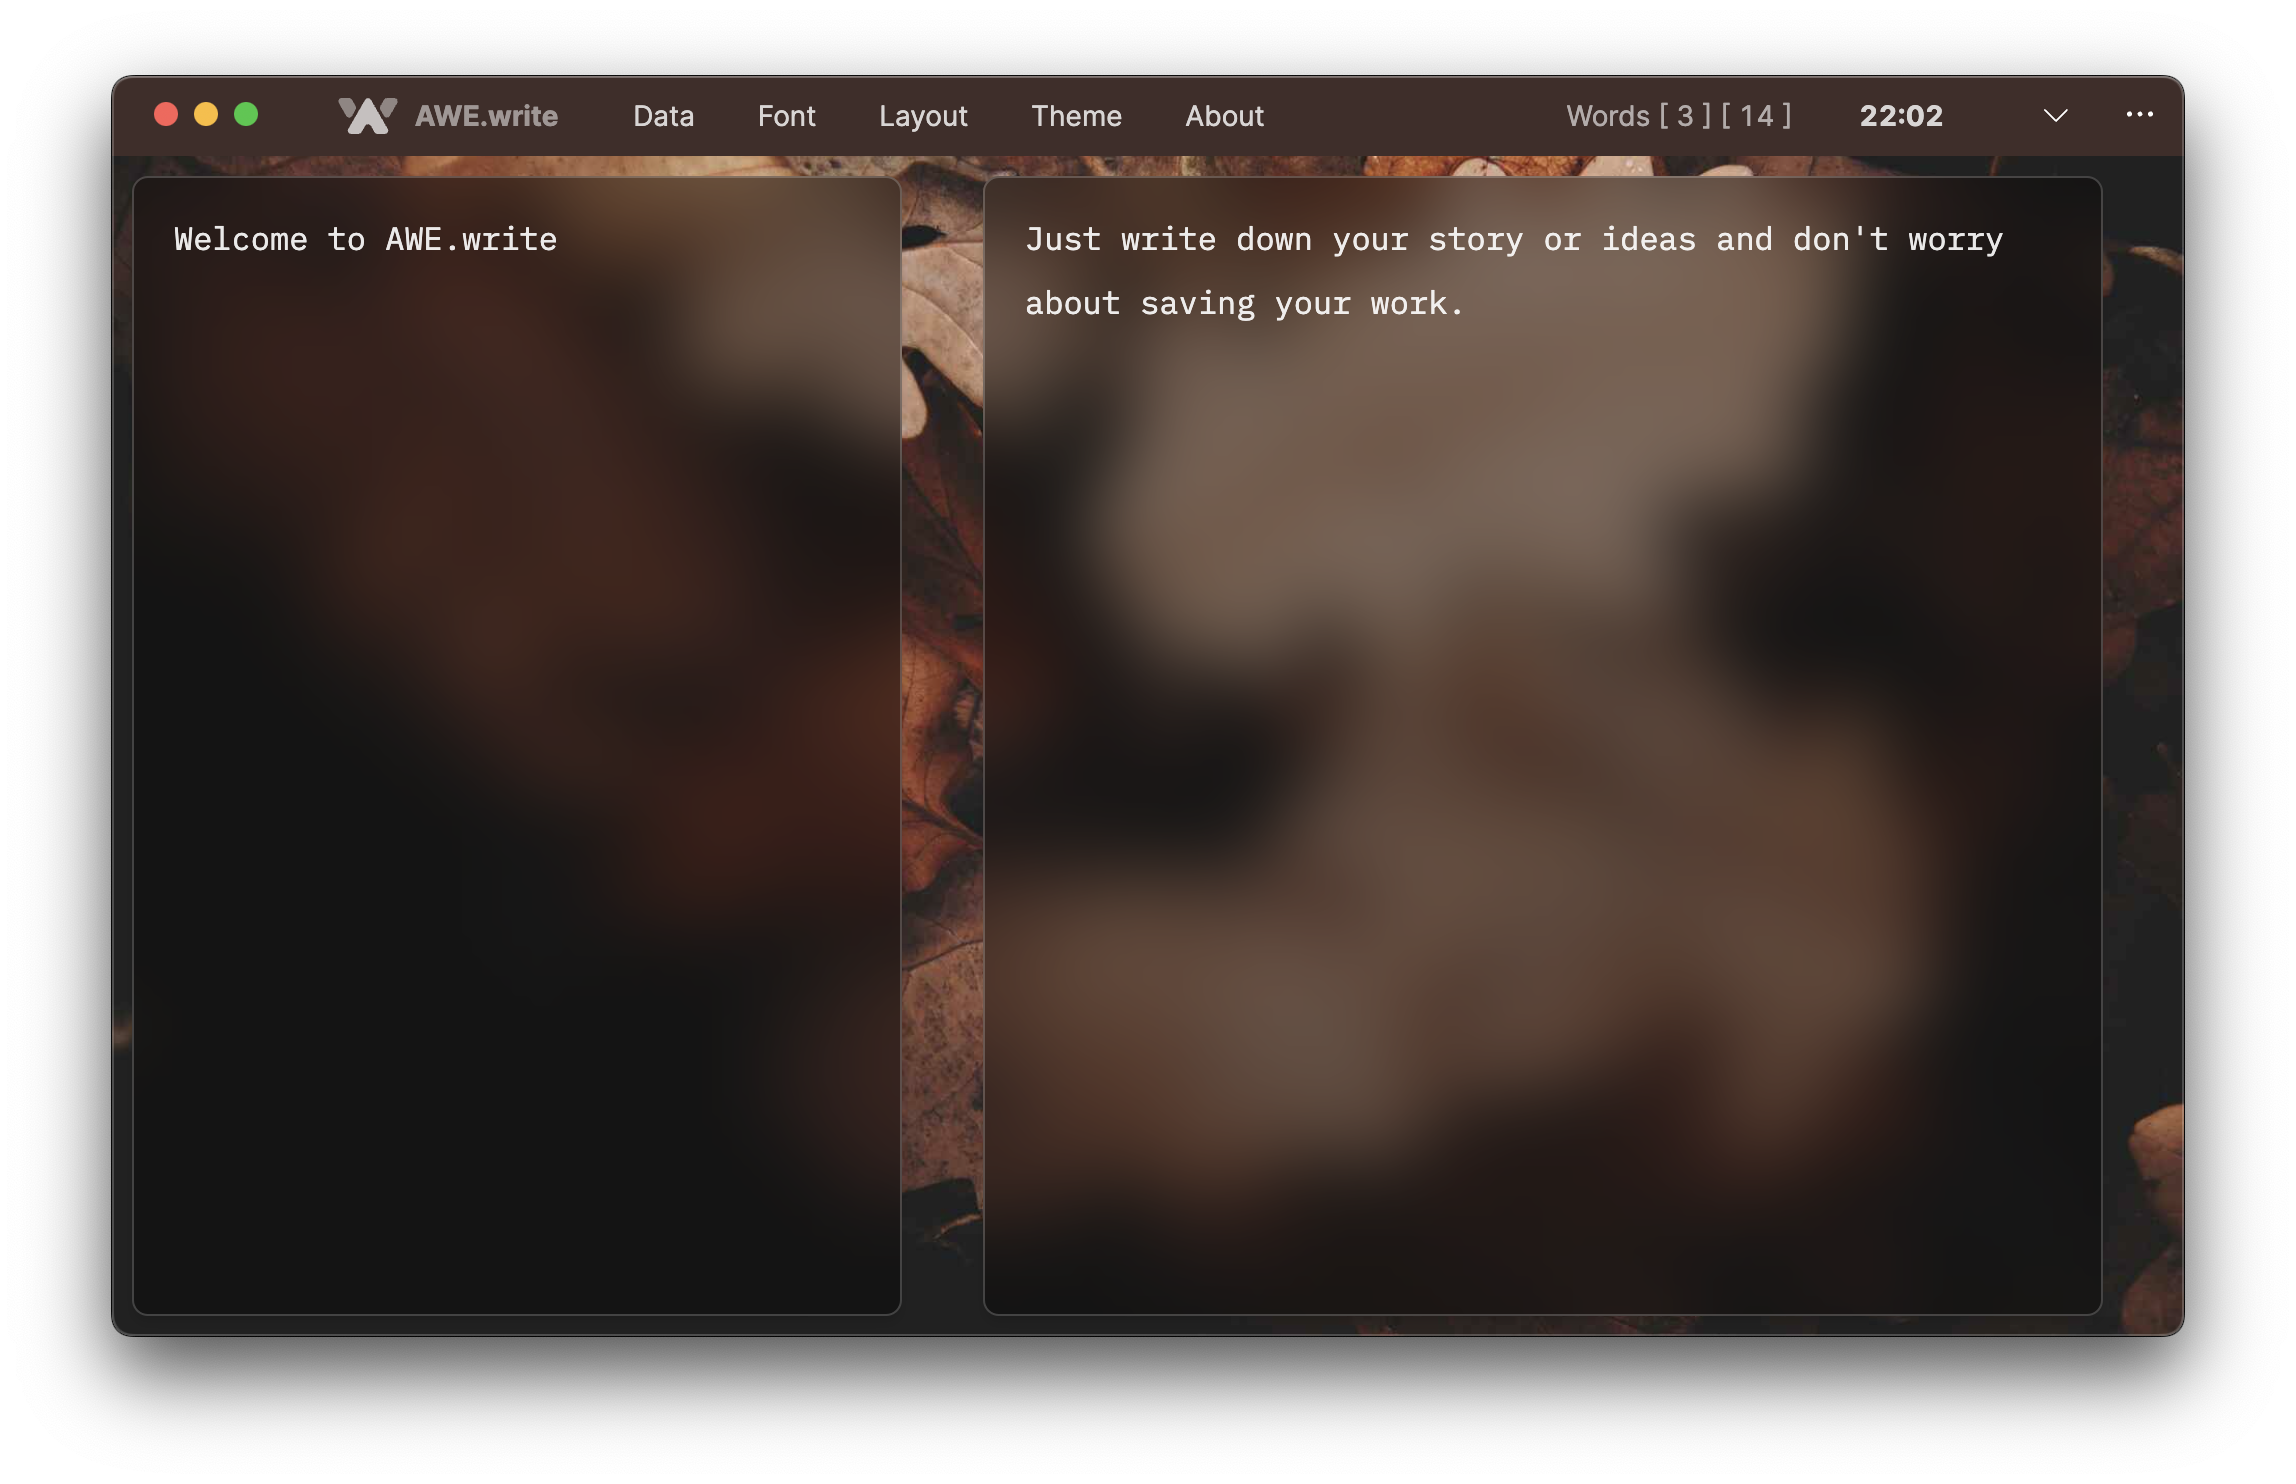 AWE.write Data Font Layout Theme About Words [ 3 ] [ 14 ] 22:02
Welcome to AWE.write
Just write down your story or ideas and don't worry
about saving your work.